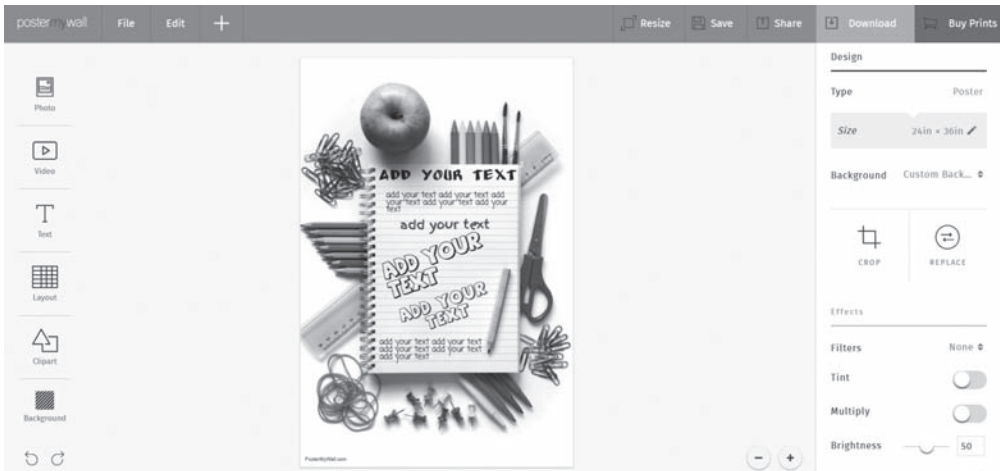 postermywall File Edit + Resize Save Share Download Buy Prints
Photo
Video
Text
Layout
Clipart
Background
ADD YOUR TEXT
add your text add your text add
your text add your text add your
text
add your text
ADD YOUR
TEXT
ADD YOUR
TEXT
add your text add your text
add your text add your text
add your text
PosterMyWall.com
- +
Design
Type Poster
Size 24in × 36in
Background Custom Back...
CROP REPLACE
Effects
Filters None
Tint
Multiply
Brightness 50